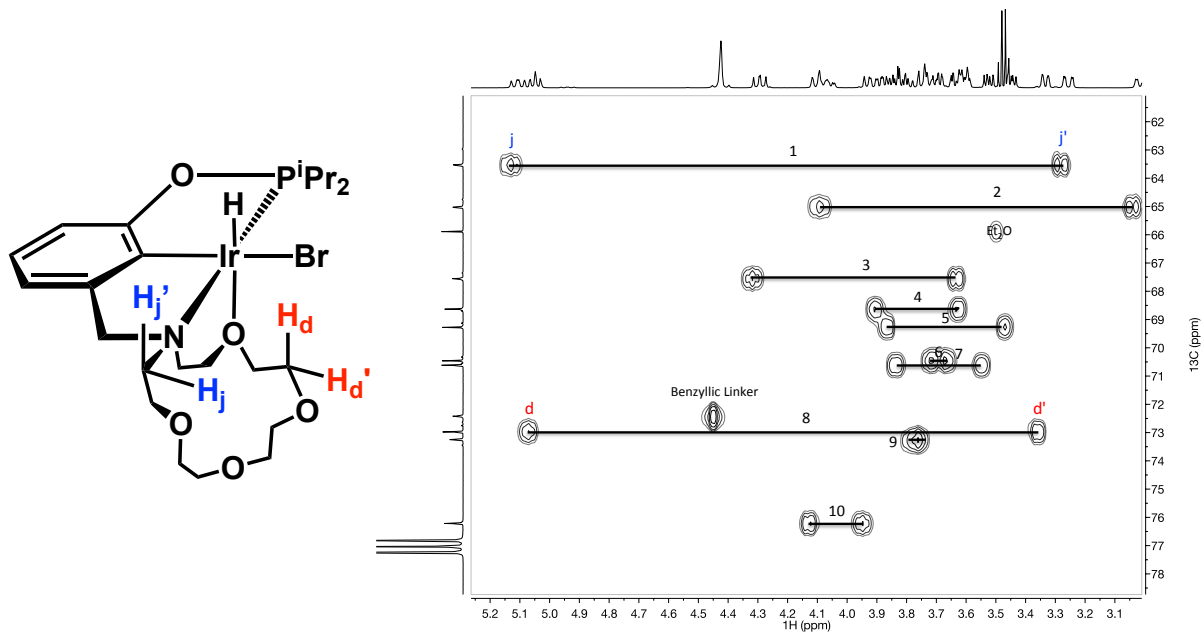 O
PⁱPr₂
H
Ir
Br
Hj'
N
O
Hd
Hd'
Hj
O
O
O
j
j'
1
2
Et₂O
3
4
5
6
7
Benzyllic Linker
d
d'
8
9
10
62
63
64
65
66
67
68
69
70
71
72
73
74
75
76
77
78
13C (ppm)
5.2 5.1 5.0 4.9 4.8 4.7 4.6 4.5 4.4 4.3 4.2 4.1 4.0 3.9 3.8 3.7 3.6 3.5 3.4 3.3 3.2 3.1
1H (ppm)